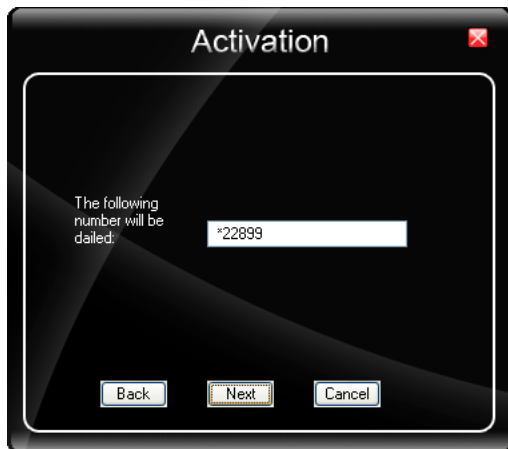 Activation
The following
number will be
dailed:
*22899
Back Next Cancel